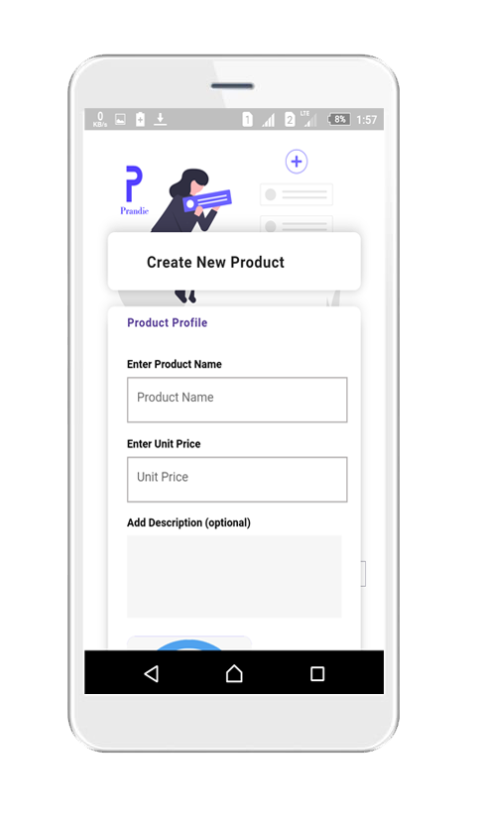 0
KB/s
1
2
LTE
8%
1:57
Prandie
Create New Product
Product Profile
Enter Product Name
Product Name
Enter Unit Price
Unit Price
Add Description (optional)